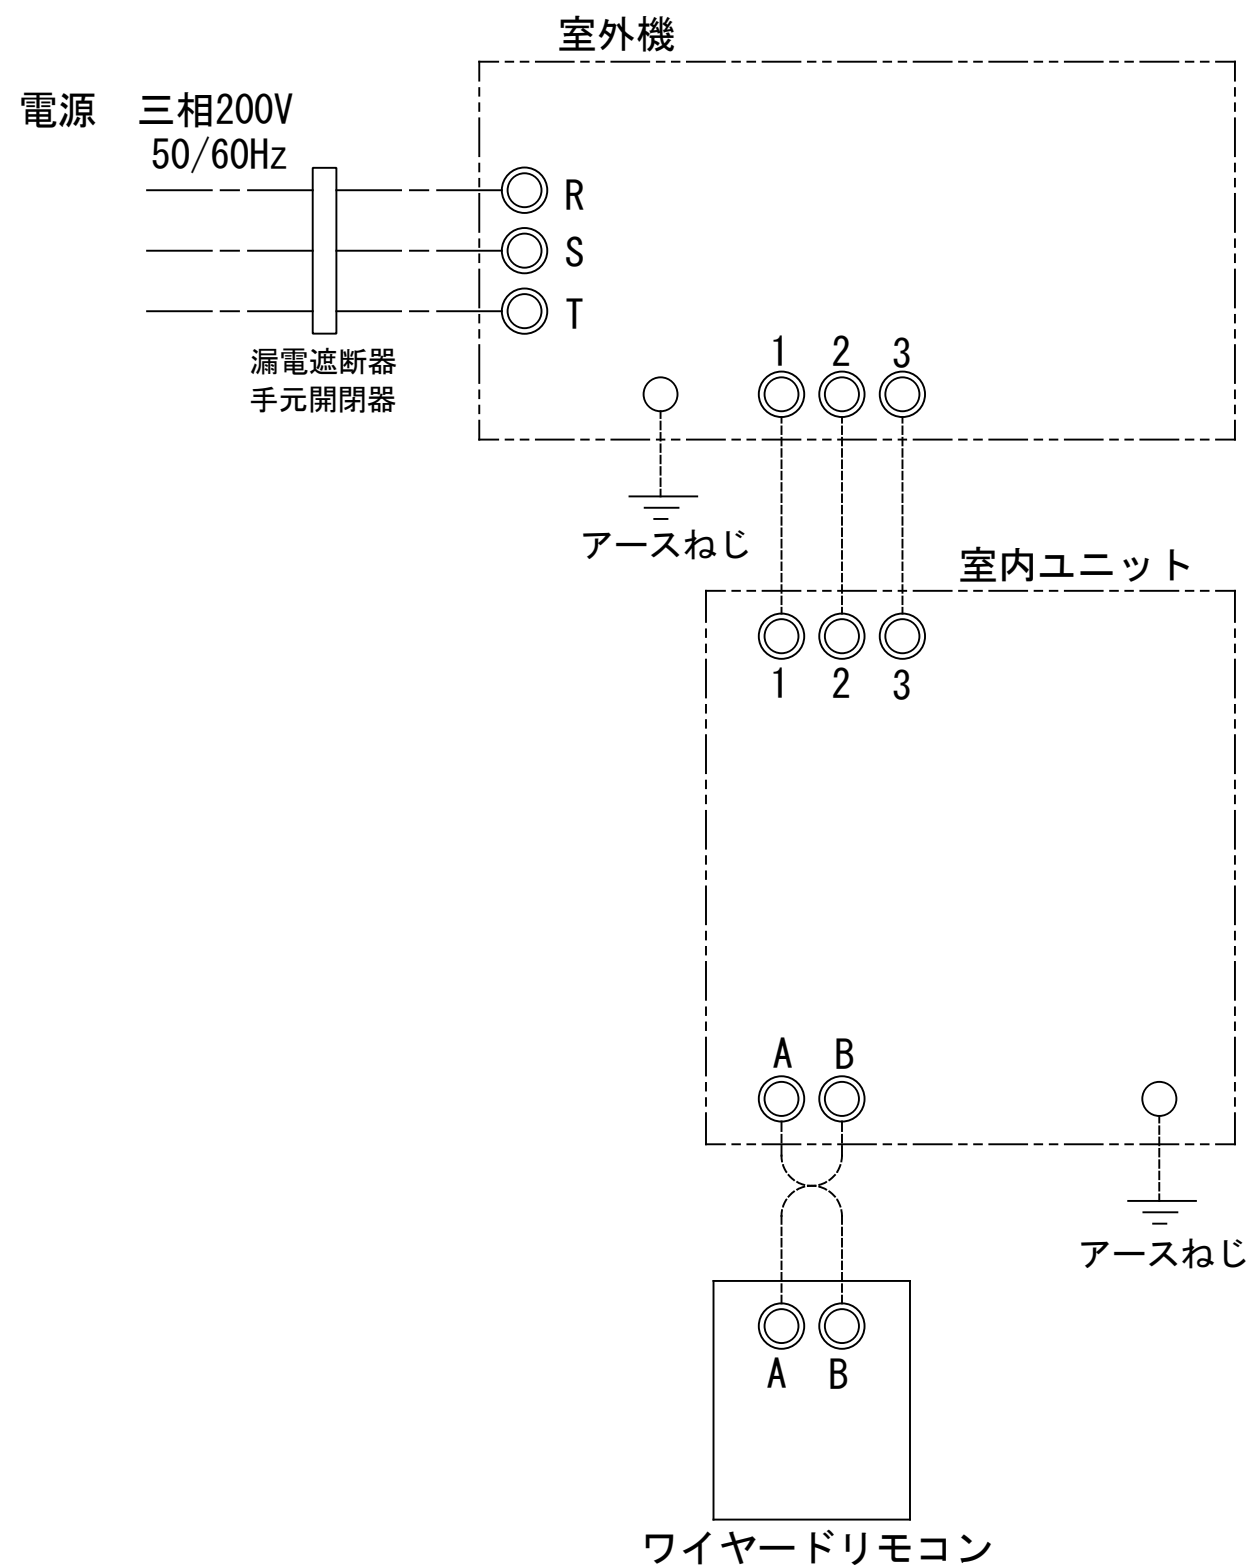 室外機
電源 三相200V
50/60Hz
R
S
T
漏電遮断器
手元開閉器
1 2 3
アースねじ
室内ユニット
1 2 3
A B
アースねじ
A B
ワイヤードリモコン